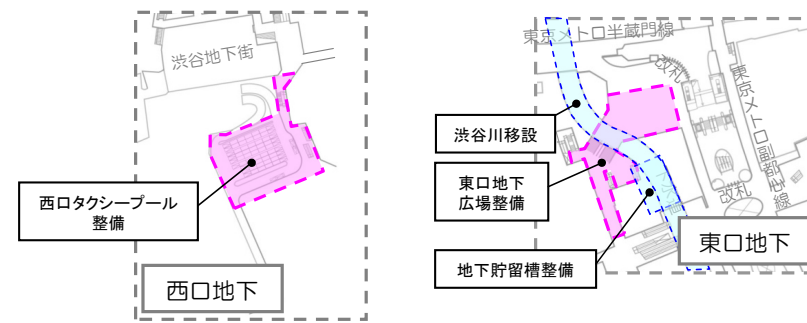 渋谷地下街
西口タクシープール
整備
西口地下
東京メトロ半蔵門線
改札
東京メトロ副都心線
渋谷川移設
東口地下
広場整備
改札
地下貯留槽整備
東口地下